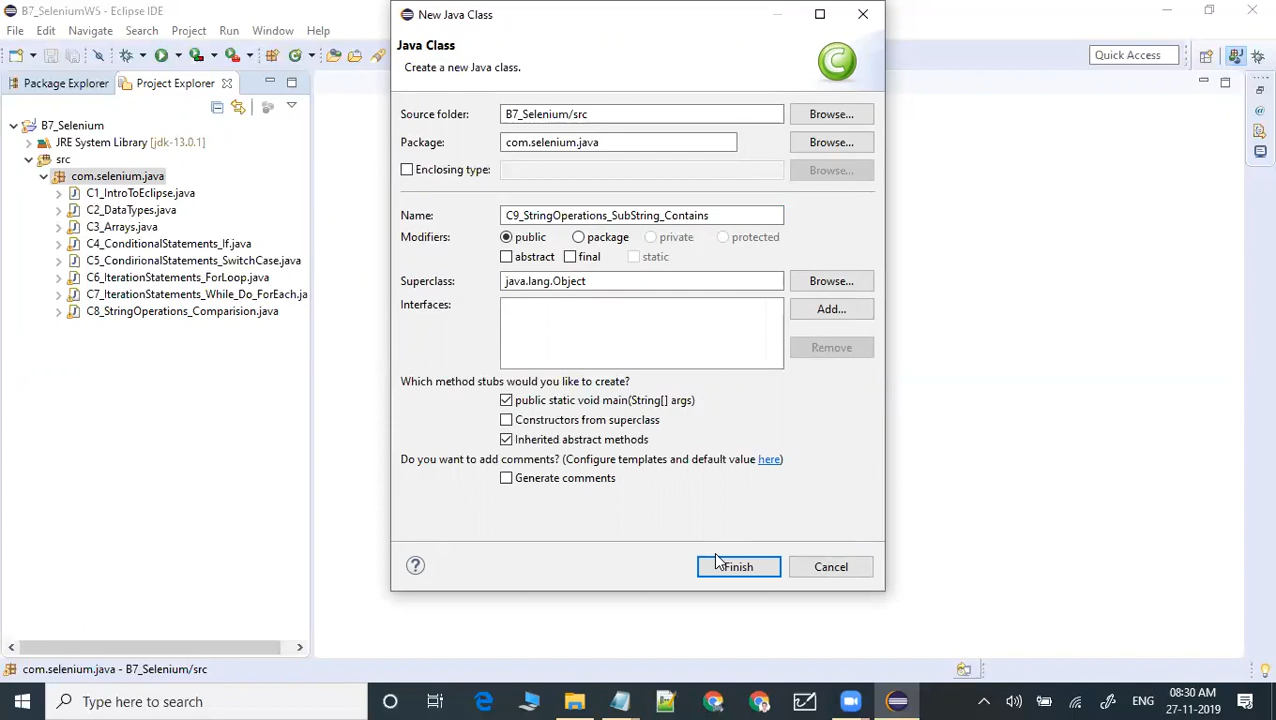 B7_SeleniumWS - Eclipse IDE
File Edit Navigate Search Project Run Window Help
Quick Access
Package Explorer Project Explorer
B7_Selenium
JRE System Library [jdk-13.0.1]
src
com.selenium.java
C1_IntroToEclipse.java
C2_DataTypes.java
C3_Arrays.java
C4_ConditionalStatements_If.java
C5_ConditionalStatements_SwitchCase.java
C6_IterationStatements_ForLoop.java
C7_IterationStatements_While_Do_ForEach.ja
C8_StringOperations_Comparision.java
New Java Class
Java Class
Create a new Java class.
Source folder: B7_Selenium/src Browse...
Package: com.selenium.java Browse...
Enclosing type: Browse...
Name: C9_StringOperations_SubString_Contains
Modifiers: public package private protected
abstract final static
Superclass: java.lang.Object Browse...
Interfaces: Add...
Remove
Which method stubs would you like to create?
public static void main(String[] args)
Constructors from superclass
Inherited abstract methods
Do you want to add comments? (Configure templates and default value here)
Generate comments
Finish Cancel
com.selenium.java - B7_Selenium/src
Type here to search
ENG
08:30 AM
27-11-2019